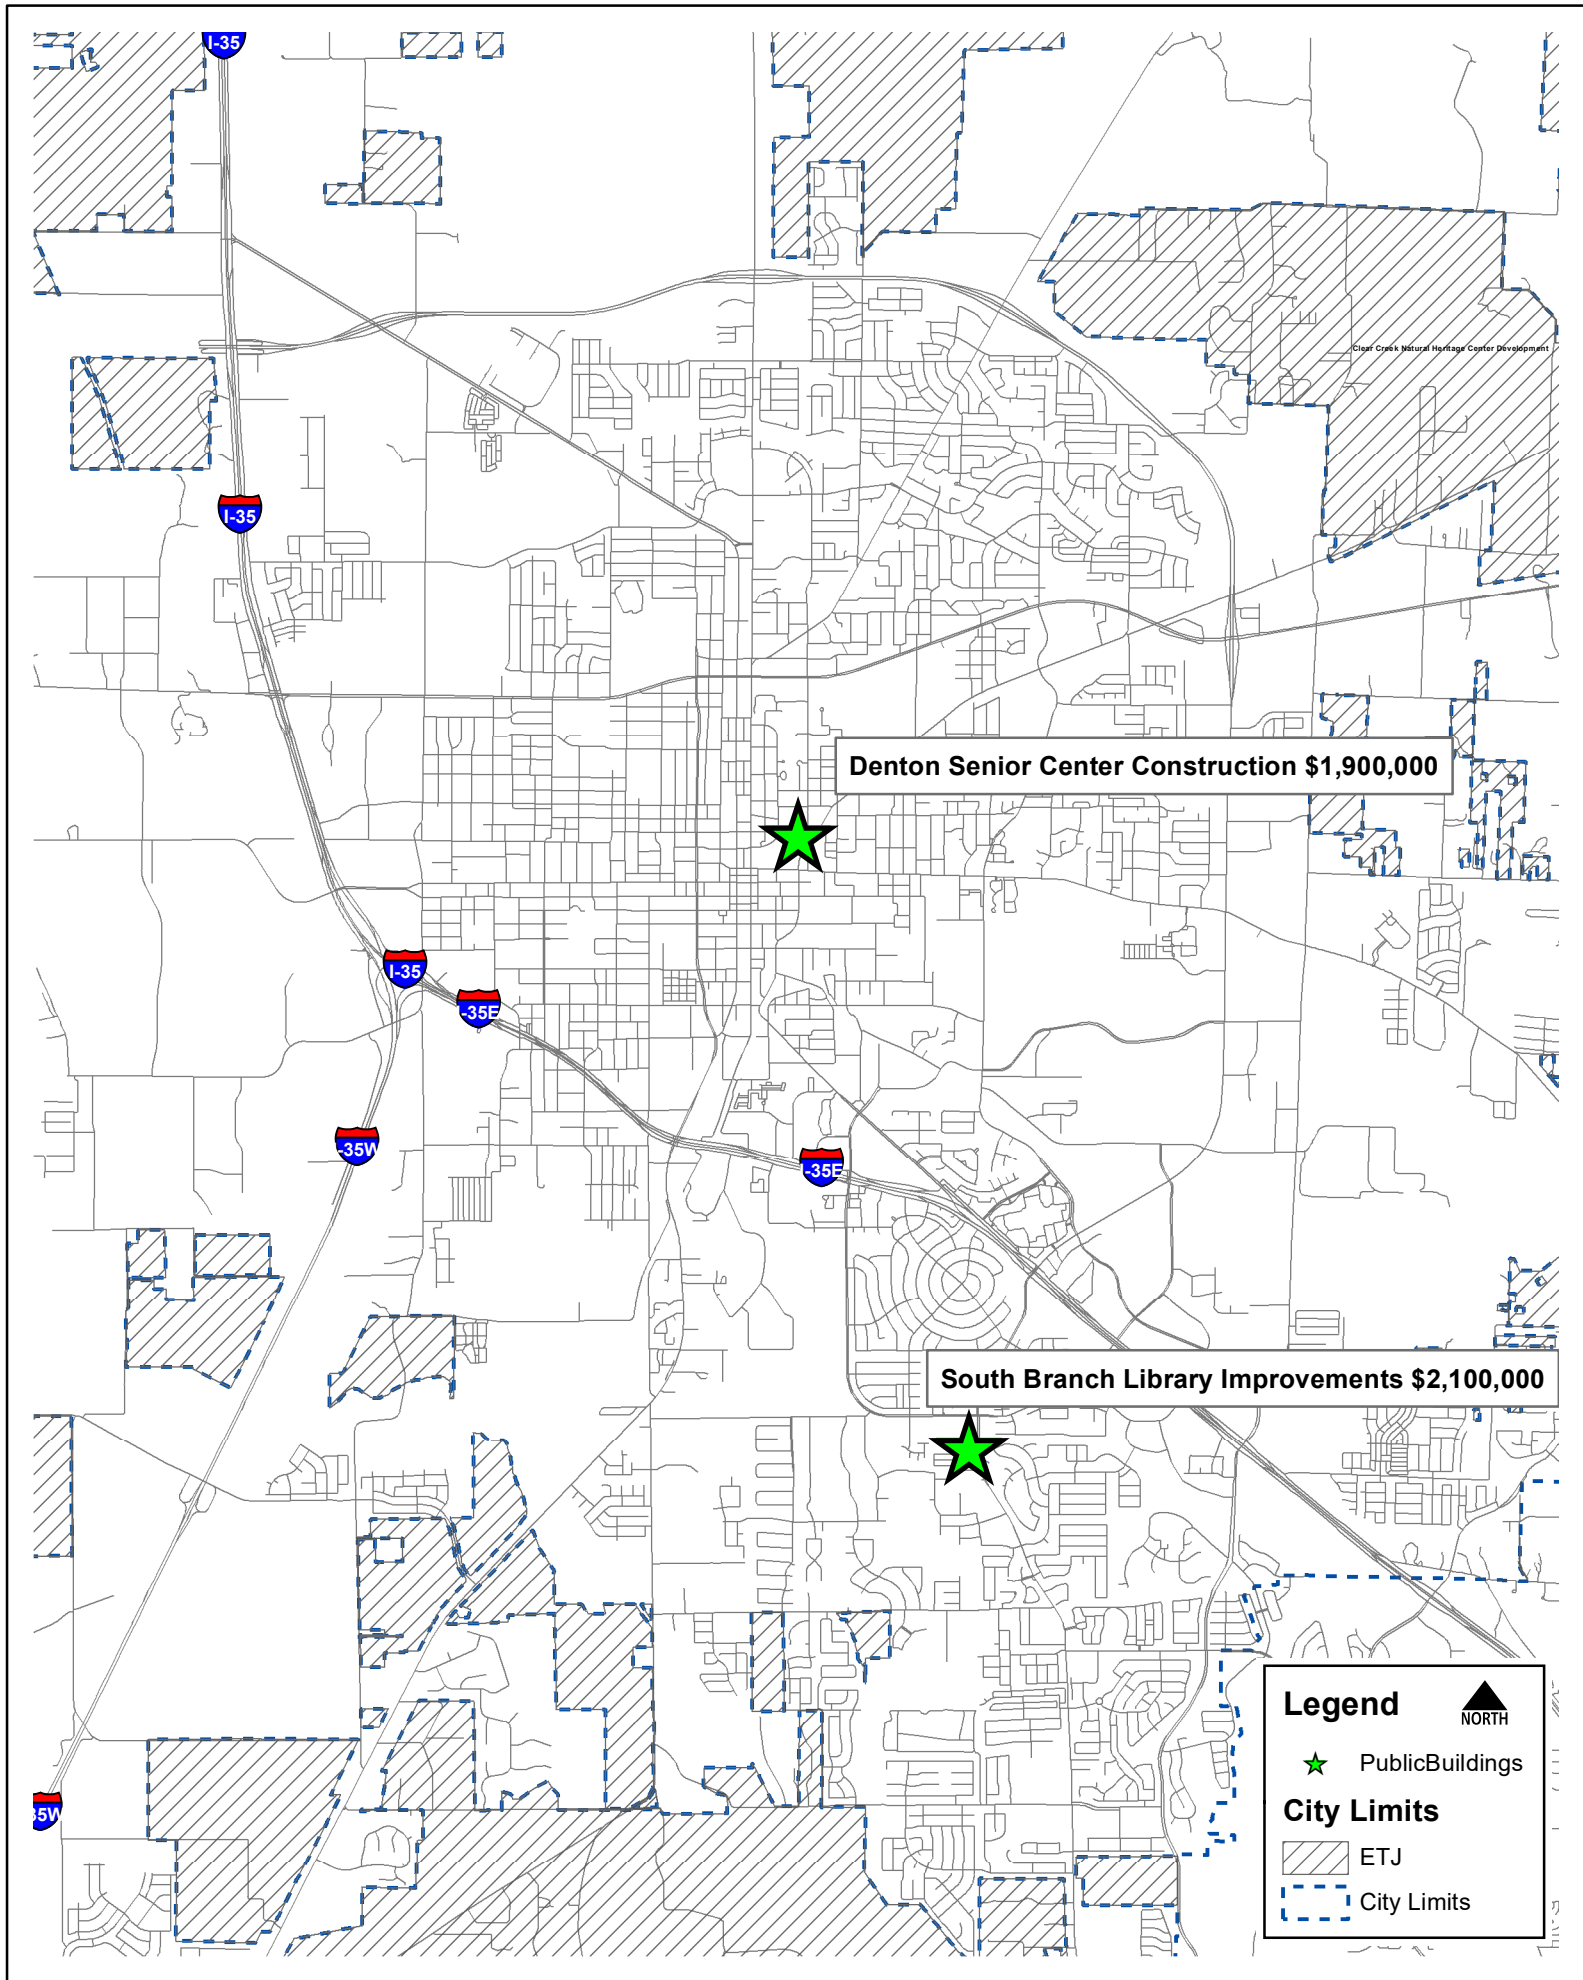 I-35
Clear Creek Natural Heritage Center Development
I-35
Denton Senior Center Construction $1,900,000
I-35
-35E
-35W
-35E
South Branch Library Improvements $2,100,000
Legend
NORTH
PublicBuildings
35W
City Limits
ETJ
City Limits